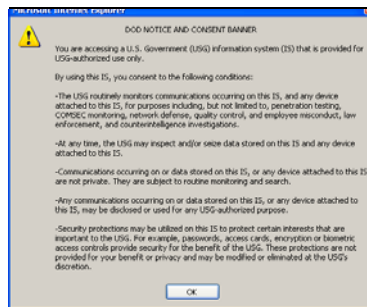 Microsoft Internet Explorer
DOD NOTICE AND CONSENT BANNER
You are accessing a U.S. Government (USG) information system (IS) that is provided for
USG-authorized use only.
By using this IS, you consent to the following conditions:
-The USG routinely monitors communications occurring on this IS, and any device
attached to this IS, for purposes including, but not limited to, penetration testing,
COMSEC monitoring, network defense, quality control, and employee misconduct, law
enforcement, and counterintelligence investigations.
-At any time, the USG may inspect and/or seize data stored on this IS and any device
attached to this IS.
-Communications occurring on or data stored on this IS, or any device attached to this IS
are not private. They are subject to routine monitoring and search.
-Any communications occurring on or data stored on this IS, or any device attached to
this IS, may be disclosed or used for any USG-authorized purpose.
-Security protections may be utilized on this IS to protect certain interests that are
important to the USG. For example, passwords, access cards, encryption or biometric
access controls provide security for the benefit of the USG. These protections are not
provided for your benefit or privacy and may be modified or eliminated at the USG's
discretion.
OK